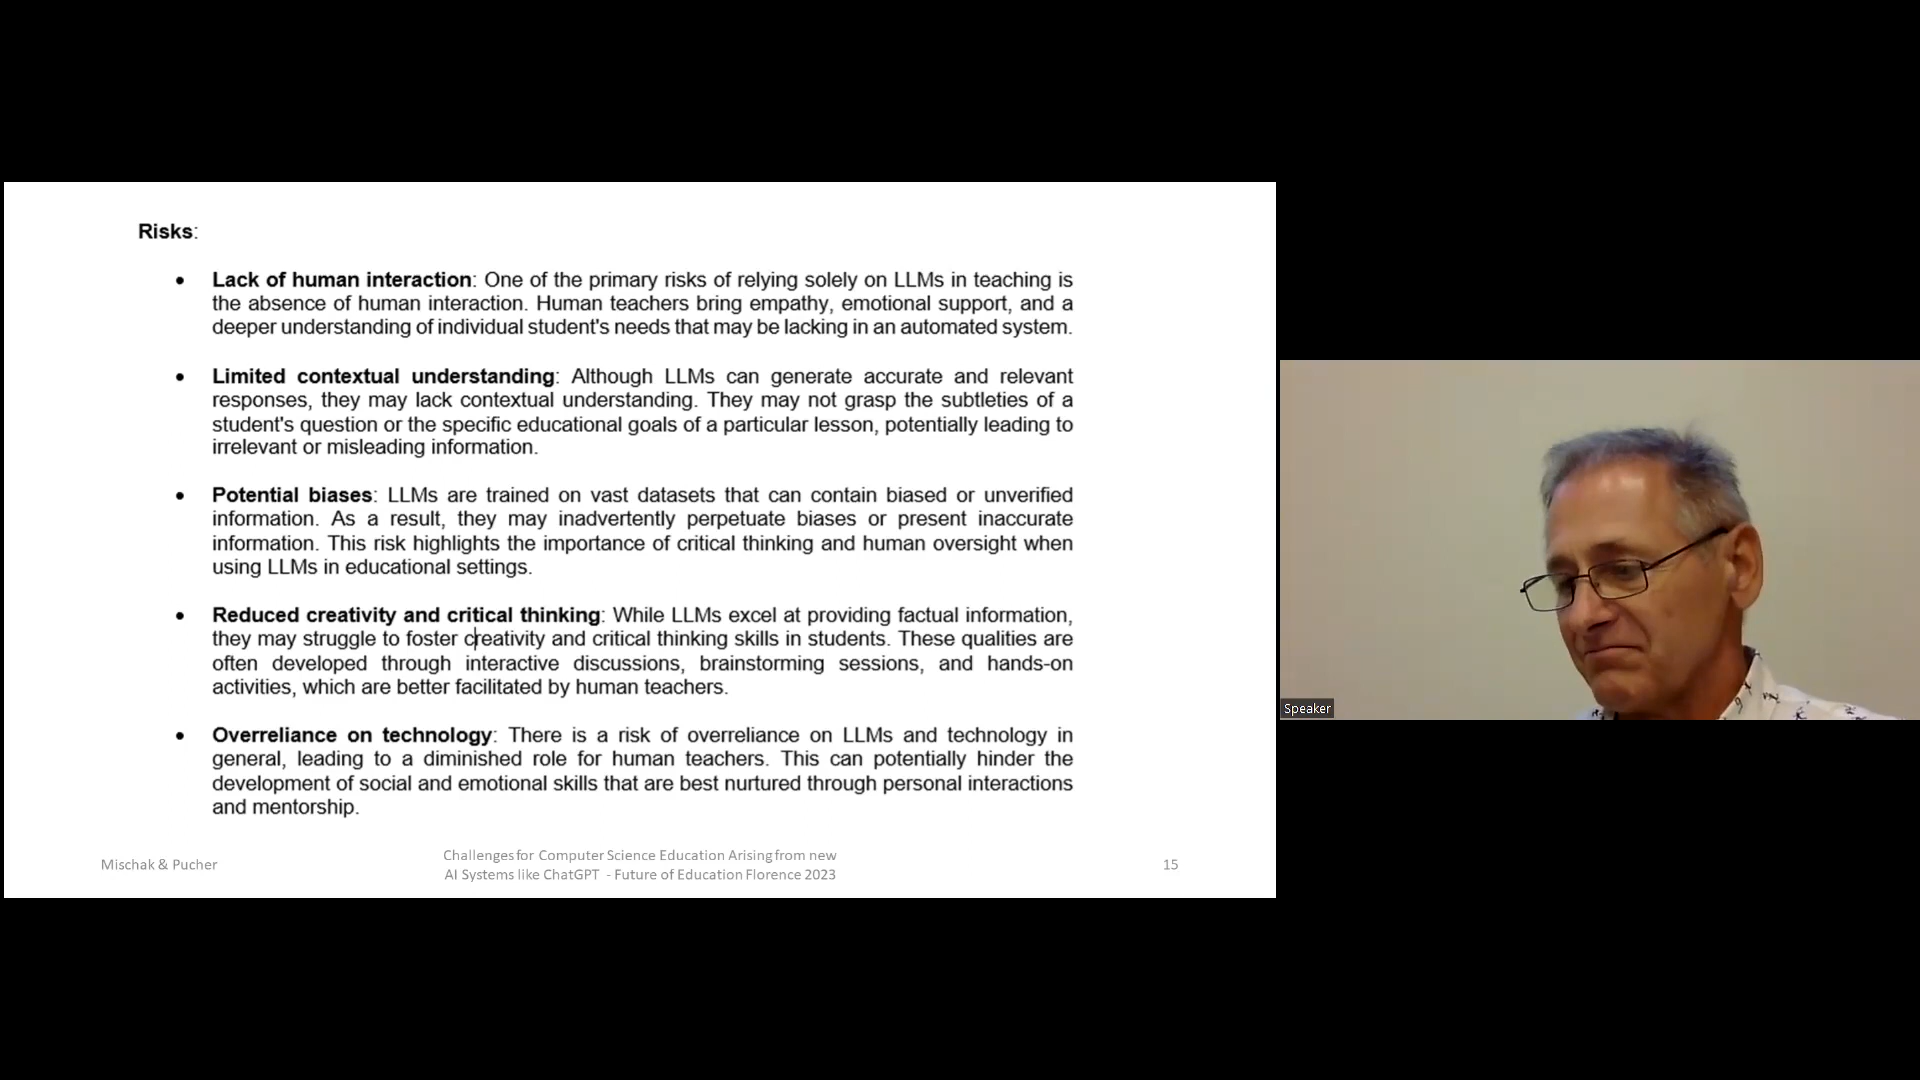 Risks:
• Lack of human interaction: One of the primary risks of relying solely on LLMs in teaching is
the absence of human interaction. Human teachers bring empathy, emotional support, and a
deeper understanding of individual student's needs that may be lacking in an automated system.
• Limited contextual understanding: Although LLMs can generate accurate and relevant
responses, they may lack contextual understanding. They may not grasp the subtleties of a
student's question or the specific educational goals of a particular lesson, potentially leading to
irrelevant or misleading information.
• Potential biases: LLMs are trained on vast datasets that can contain biased or unverified
information. As a result, they may inadvertently perpetuate biases or present inaccurate
information. This risk highlights the importance of critical thinking and human oversight when
using LLMs in educational settings.
• Reduced creativity and critical thinking: While LLMs excel at providing factual information,
they may struggle to foster creativity and critical thinking skills in students. These qualities are
often developed through interactive discussions, brainstorming sessions, and hands-on
activities, which are better facilitated by human teachers.
• Overreliance on technology: There is a risk of overreliance on LLMs and technology in
general, leading to a diminished role for human teachers. This can potentially hinder the
development of social and emotional skills that are best nurtured through personal interactions
and mentorship.
Mischak & Pucher
Challenges for Computer Science Education Arising from new
AI Systems like ChatGPT - Future of Education Florence 2023
15
Speaker